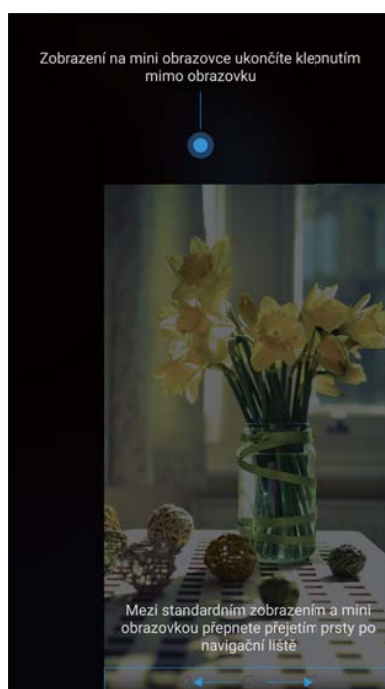 Zobrazení na mini obrazovce ukončíte klepnutím
mimo obrazovku
Mezi standardním zobrazením a mini
obrazovkou přepnete přejetím prsty po
navigační liště